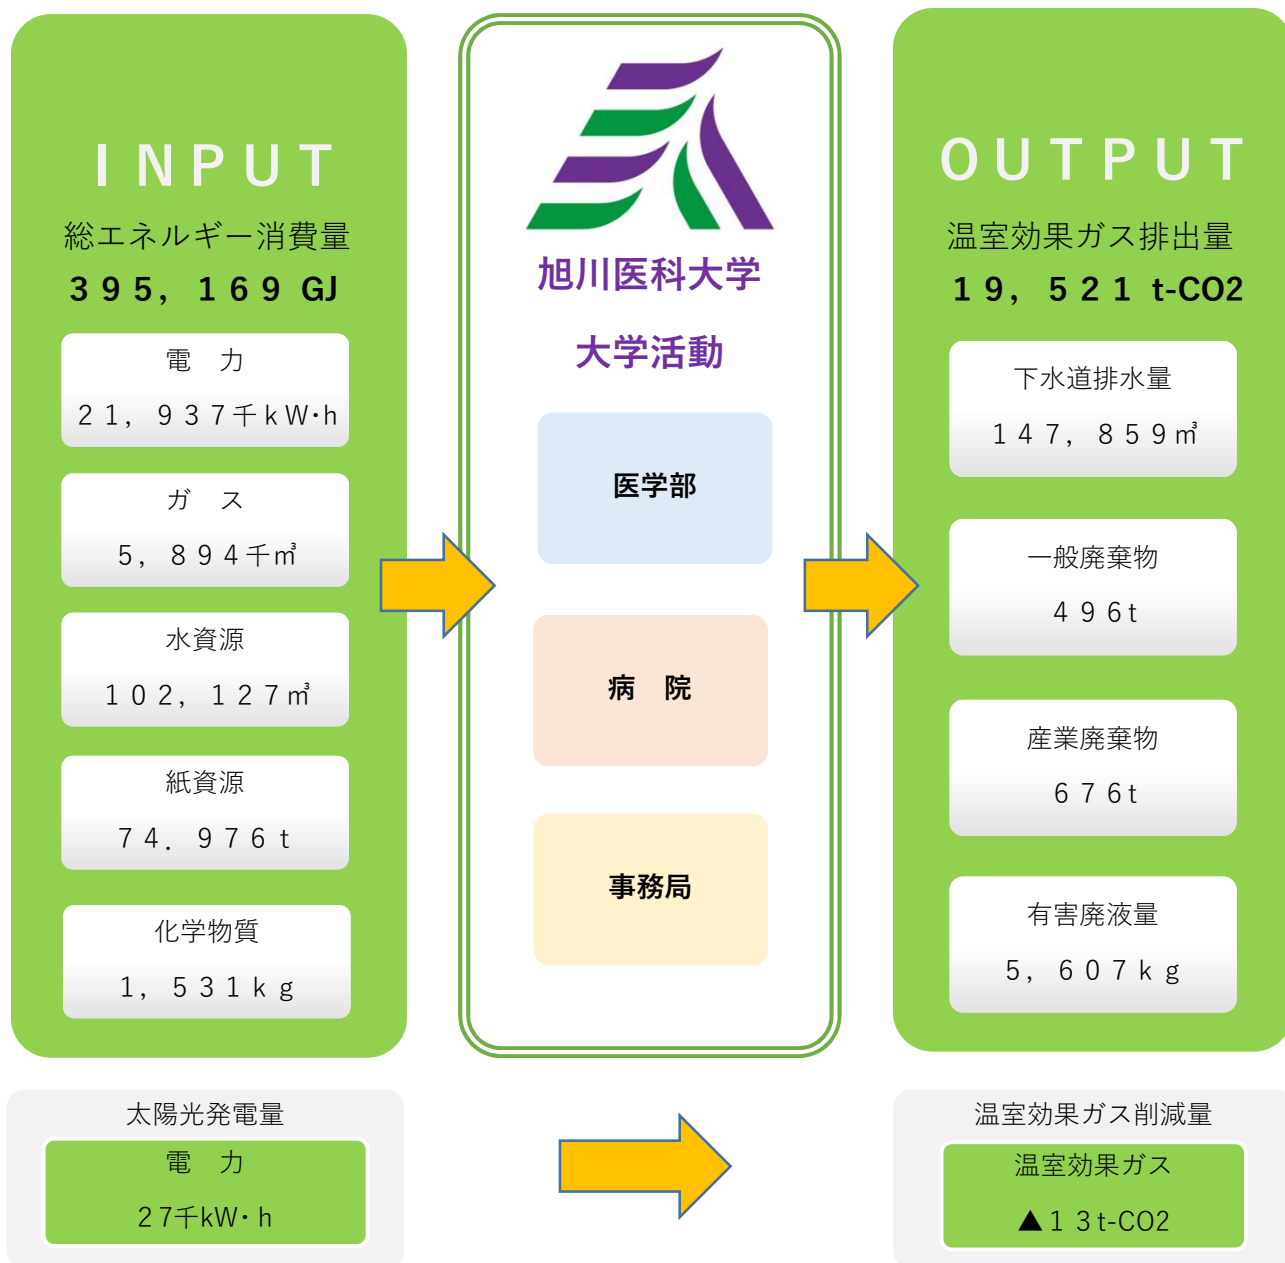 INPUT
総エネルギー消費量
395,169 GJ
電　力
21,937千kW・h
ガ　ス
5,894千㎥
水資源
102,127㎥
紙資源
74.976t
化学物質
1,531kg
旭川医科大学
大学活動
医学部
病　院
事務局
OUTPUT
温室効果ガス排出量
19,521 t-CO2
下水道排水量
147,859㎥
一般廃棄物
496t
産業廃棄物
676t
有害廃液量
5,607kg
太陽光発電量
電　力
27千kW・h
温室効果ガス削減量
温室効果ガス
▲13t-CO2